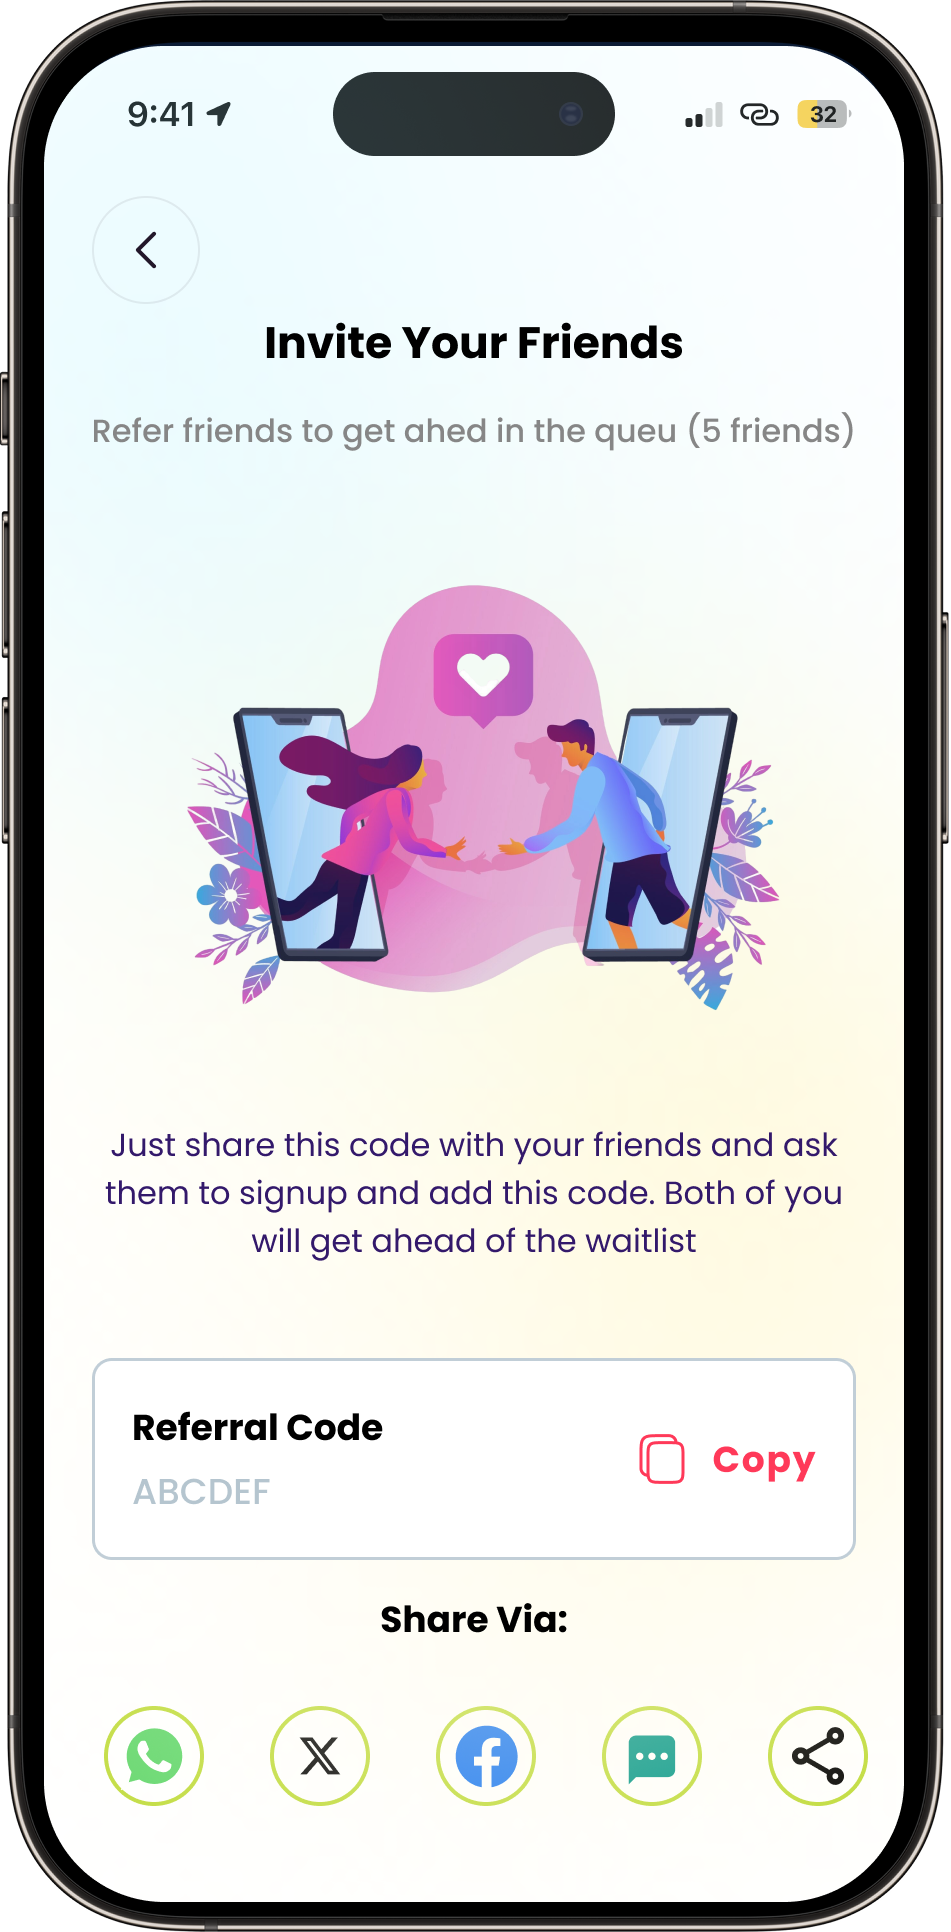 9:41
32
Invite Your Friends
Refer friends to get ahed in the queu (5 friends)
Just share this code with your friends and ask
them to signup and add this code. Both of you
will get ahead of the waitlist
Referral Code
ABCDEF
Copy
Share Via: